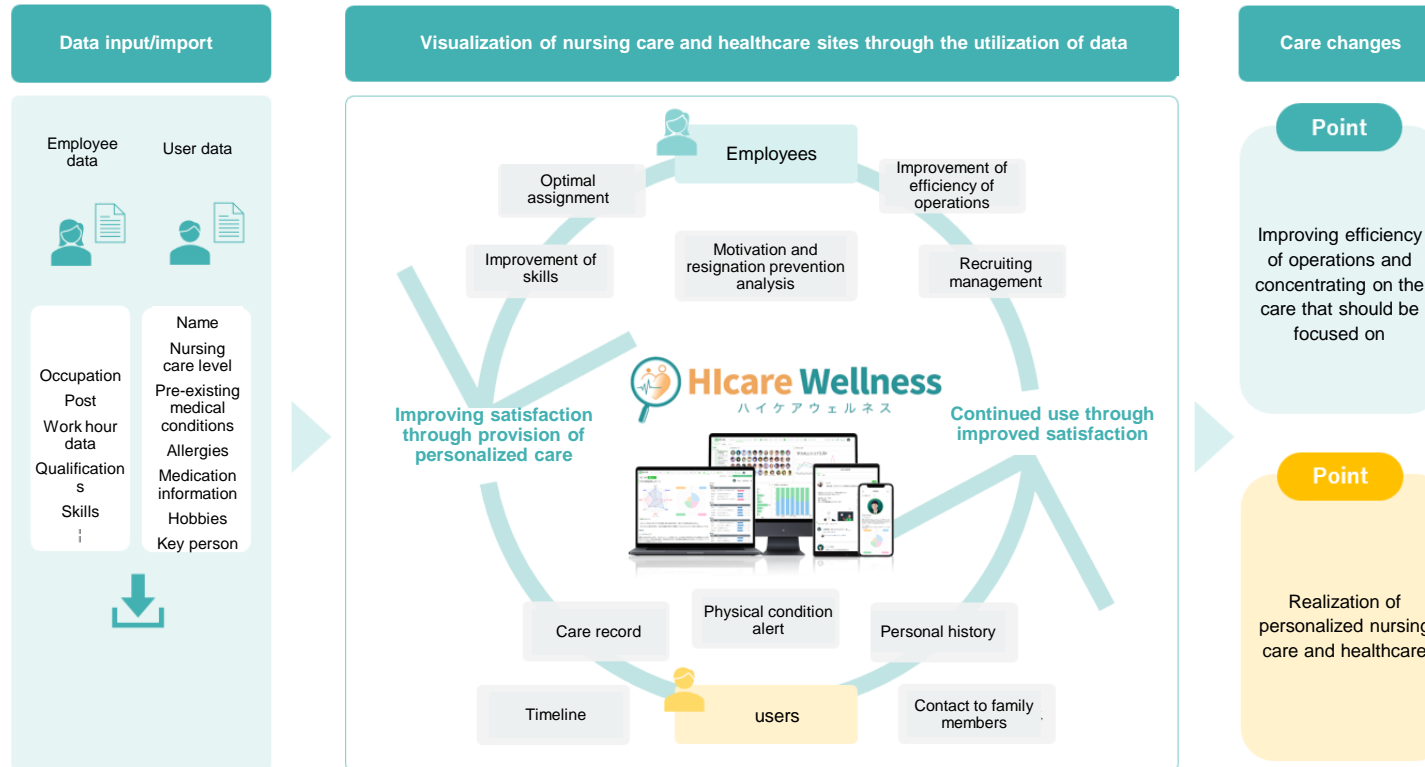 Data input/import
Visualization of nursing care and healthcare sites through the utilization of data
Care changes
Employee
data
User data
Occupation
Post
Work hour
data
Qualification
s
Skills
¦
Name
Nursing
care level
Pre-existing
medical
conditions
Allergies
Medication
information
Hobbies
Key person
Employees
Optimal
assignment
Improvement of
efficiency of
operations
Improvement of
skills
Motivation and
resignation prevention
analysis
Recruiting
management
HIcare Wellness
ハイケアウェルネス
Improving satisfaction
through provision of
personalized care
Continued use through
improved satisfaction
Care record
Physical condition
alert
Personal history
Timeline
users
Contact to family
members
Point
Improving efficiency
of operations and
concentrating on the
care that should be
focused on
Point
Realization of
personalized nursing
care and healthcare